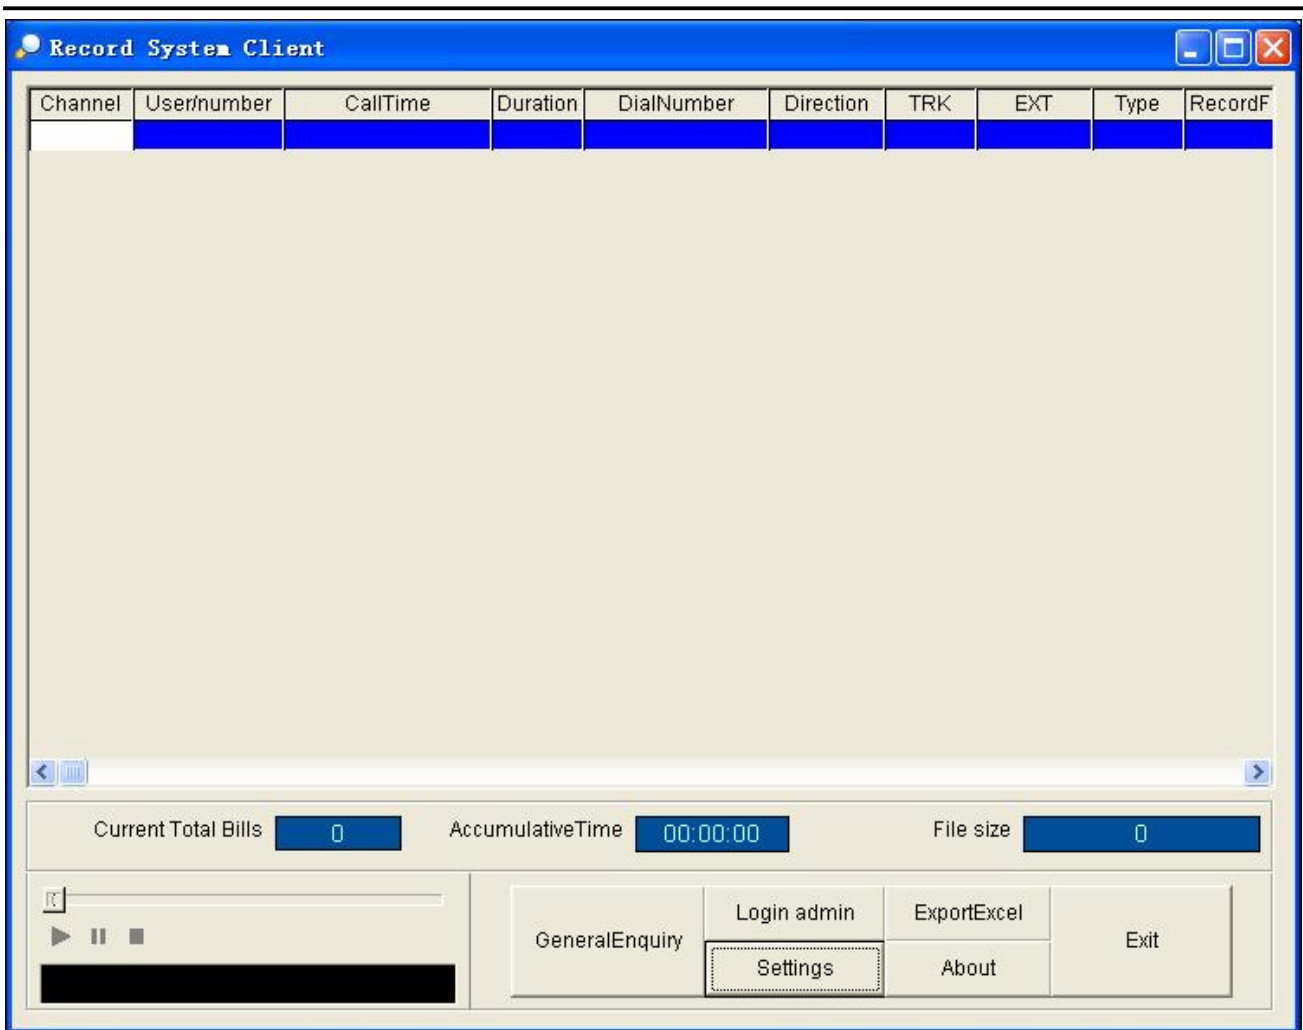 Record System Client
Channel User/number CallTime Duration DialNumber Direction TRK EXT Type RecordF
Current Total Bills 0 AccumulativeTime 00:00:00 File size 0
GeneralEnquiry Login admin ExportExcel Exit
Settings About